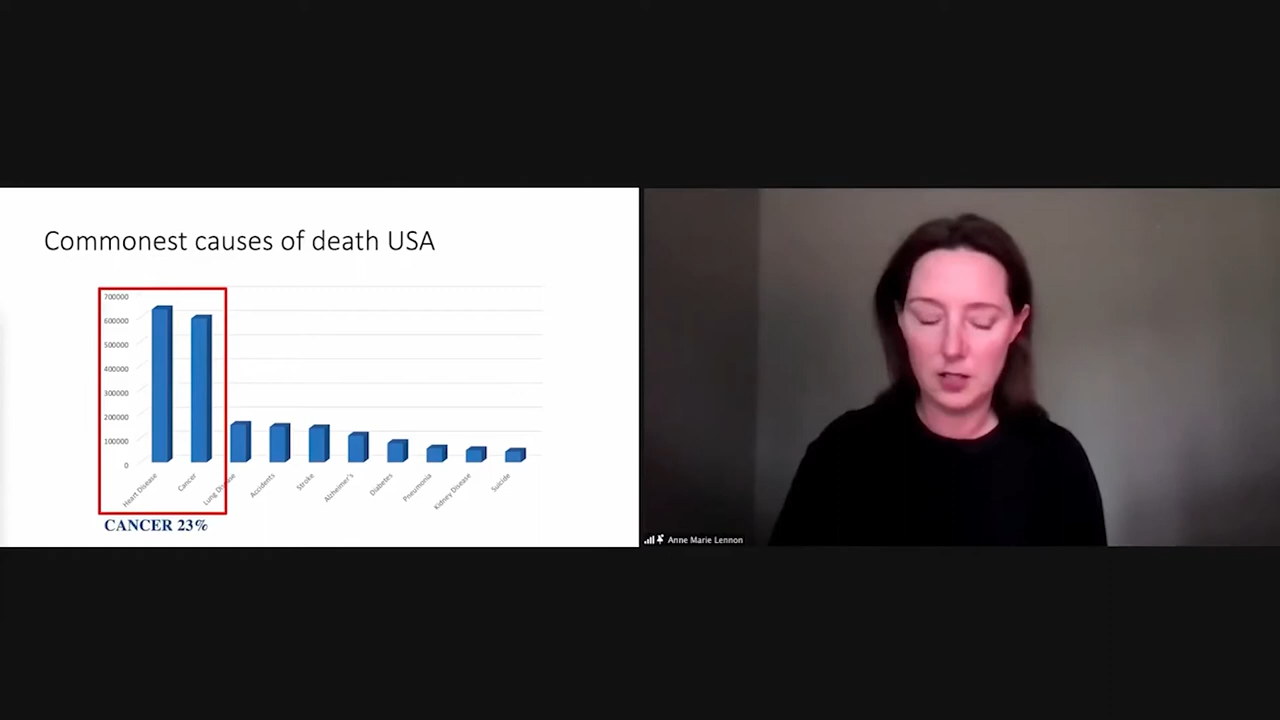 Commonest causes of death USA
700000
600000
500000
400000
300000
200000
100000
0
Heart Disease
Cancer
Lung Disease
Accidents
Stroke
Alzheimer's
Diabetes
Pneumonia
Kidney Disease
Suicide
CANCER 23%
Anne Marie Lennon